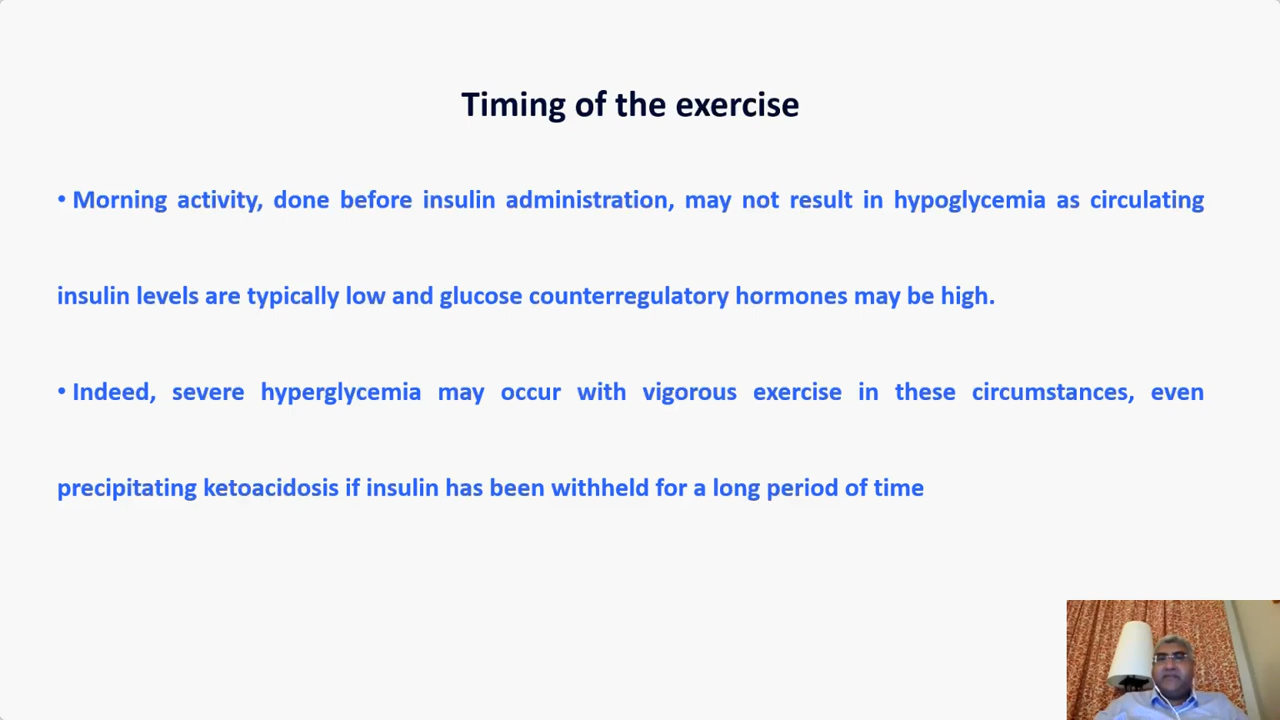 Timing of the exercise
• Morning activity, done before insulin administration, may not result in hypoglycemia as circulating
insulin levels are typically low and glucose counterregulatory hormones may be high.
• Indeed, severe hyperglycemia may occur with vigorous exercise in these circumstances, even
precipitating ketoacidosis if insulin has been withheld for a long period of time